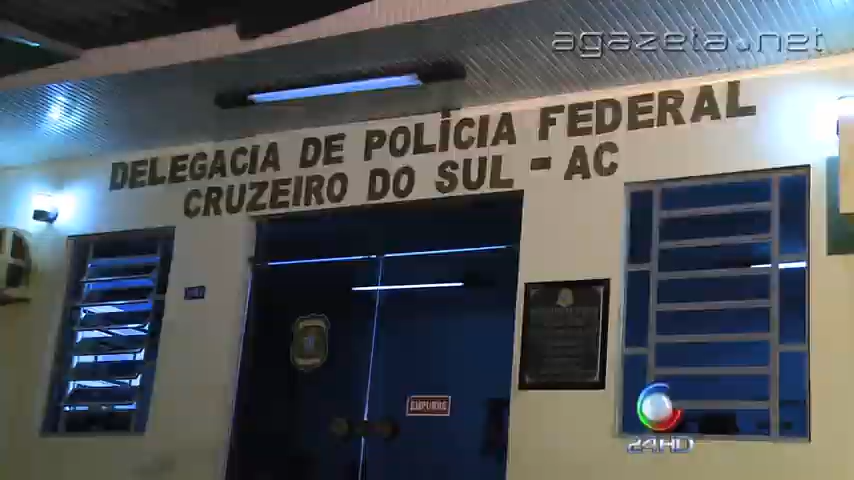 agazeta.net
DELEGACIA DE POLÍCIA FEDERAL
CRUZEIRO DO SUL - AC
EMPURRE
24HD